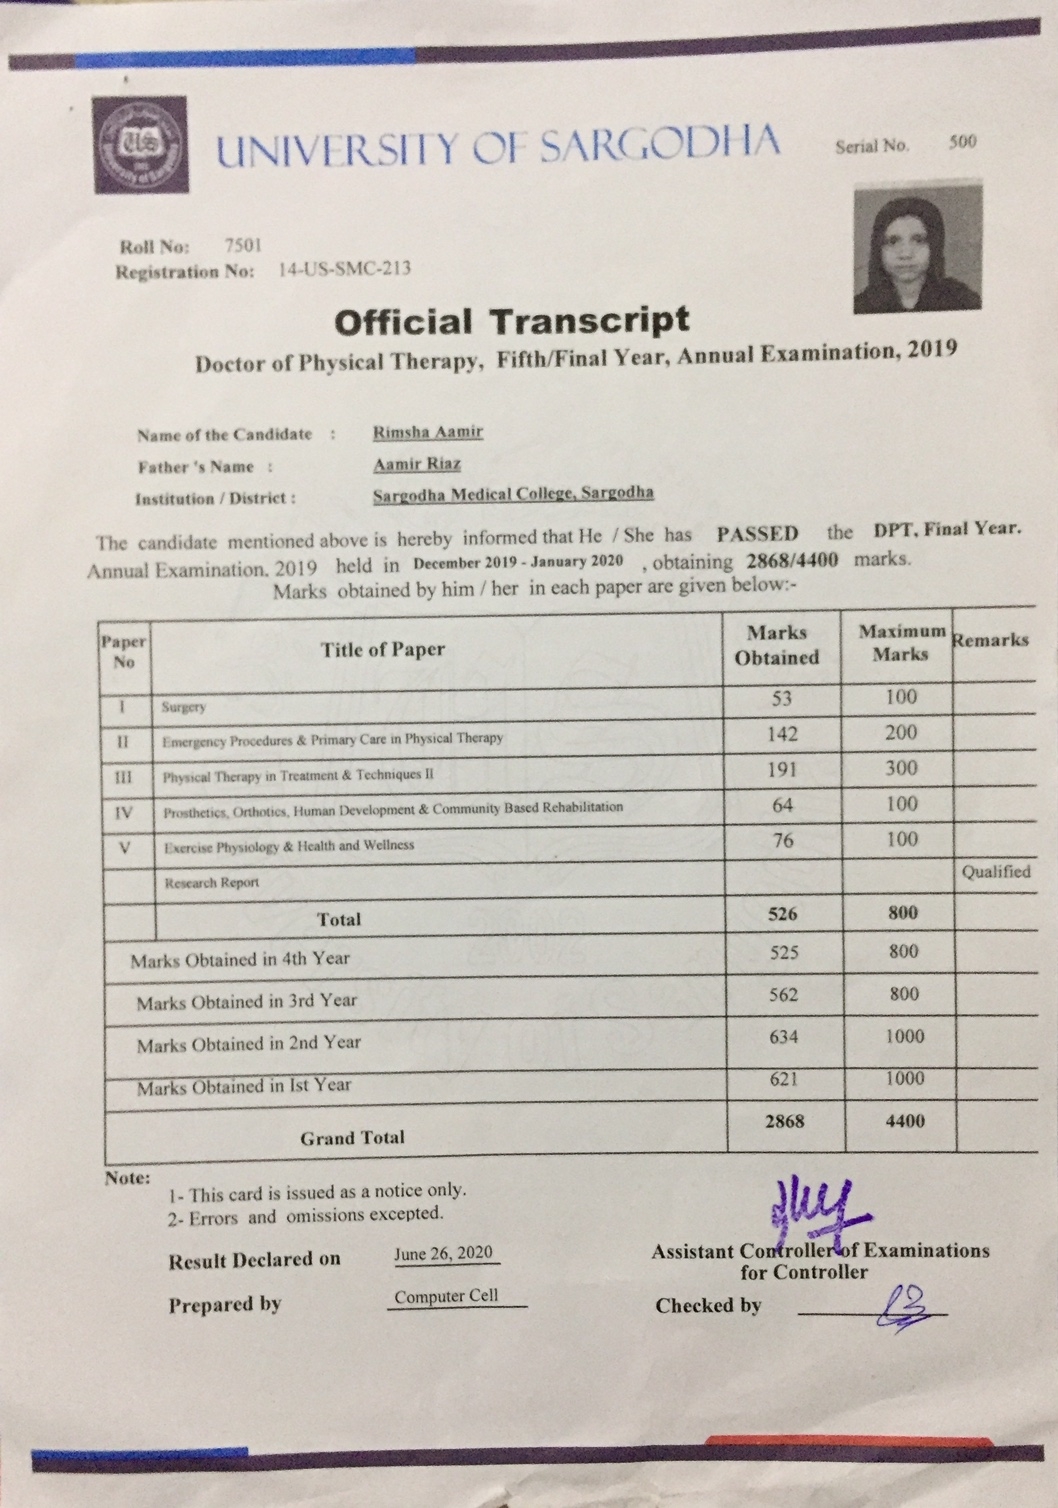 UNIVERSITY OF SARGODHA
Serial No. 500
US
Roll No: 7501
Registration No: 14-US-SMC-213
Official Transcript
Doctor of Physical Therapy, Fifth/Final Year, Annual Examination, 2019
Name of the Candidate : Rimsha Aamir
Father 's Name : Aamir Riaz
Institution / District : Sargodha Medical College, Sargodha
The candidate mentioned above is hereby informed that He / She has PASSED the DPT, Final Year.
Annual Examination, 2019 held in December 2019 - January 2020 , obtaining 2868/4400 marks.
Marks obtained by him / her in each paper are given below:-
Paper No Title of Paper Marks Obtained Maximum Marks Remarks
I Surgery 53 100
II Emergency Procedures & Primary Care in Physical Therapy 142 200
III Physical Therapy in Treatment & Techniques II 191 300
IV Prosthetics, Orthotics, Human Development & Community Based Rehabilitation 64 100
V Exercise Physiology & Health and Wellness 76 100
Research Report Qualified
Total 526 800
Marks Obtained in 4th Year 525 800
Marks Obtained in 3rd Year 562 800
Marks Obtained in 2nd Year 634 1000
Marks Obtained in Ist Year 621 1000
Grand Total 2868 4400
Note:
1- This card is issued as a notice only.
2- Errors and omissions excepted.
Result Declared on June 26, 2020
Assistant Controller of Examinations
for Controller
Prepared by Computer Cell
Checked by